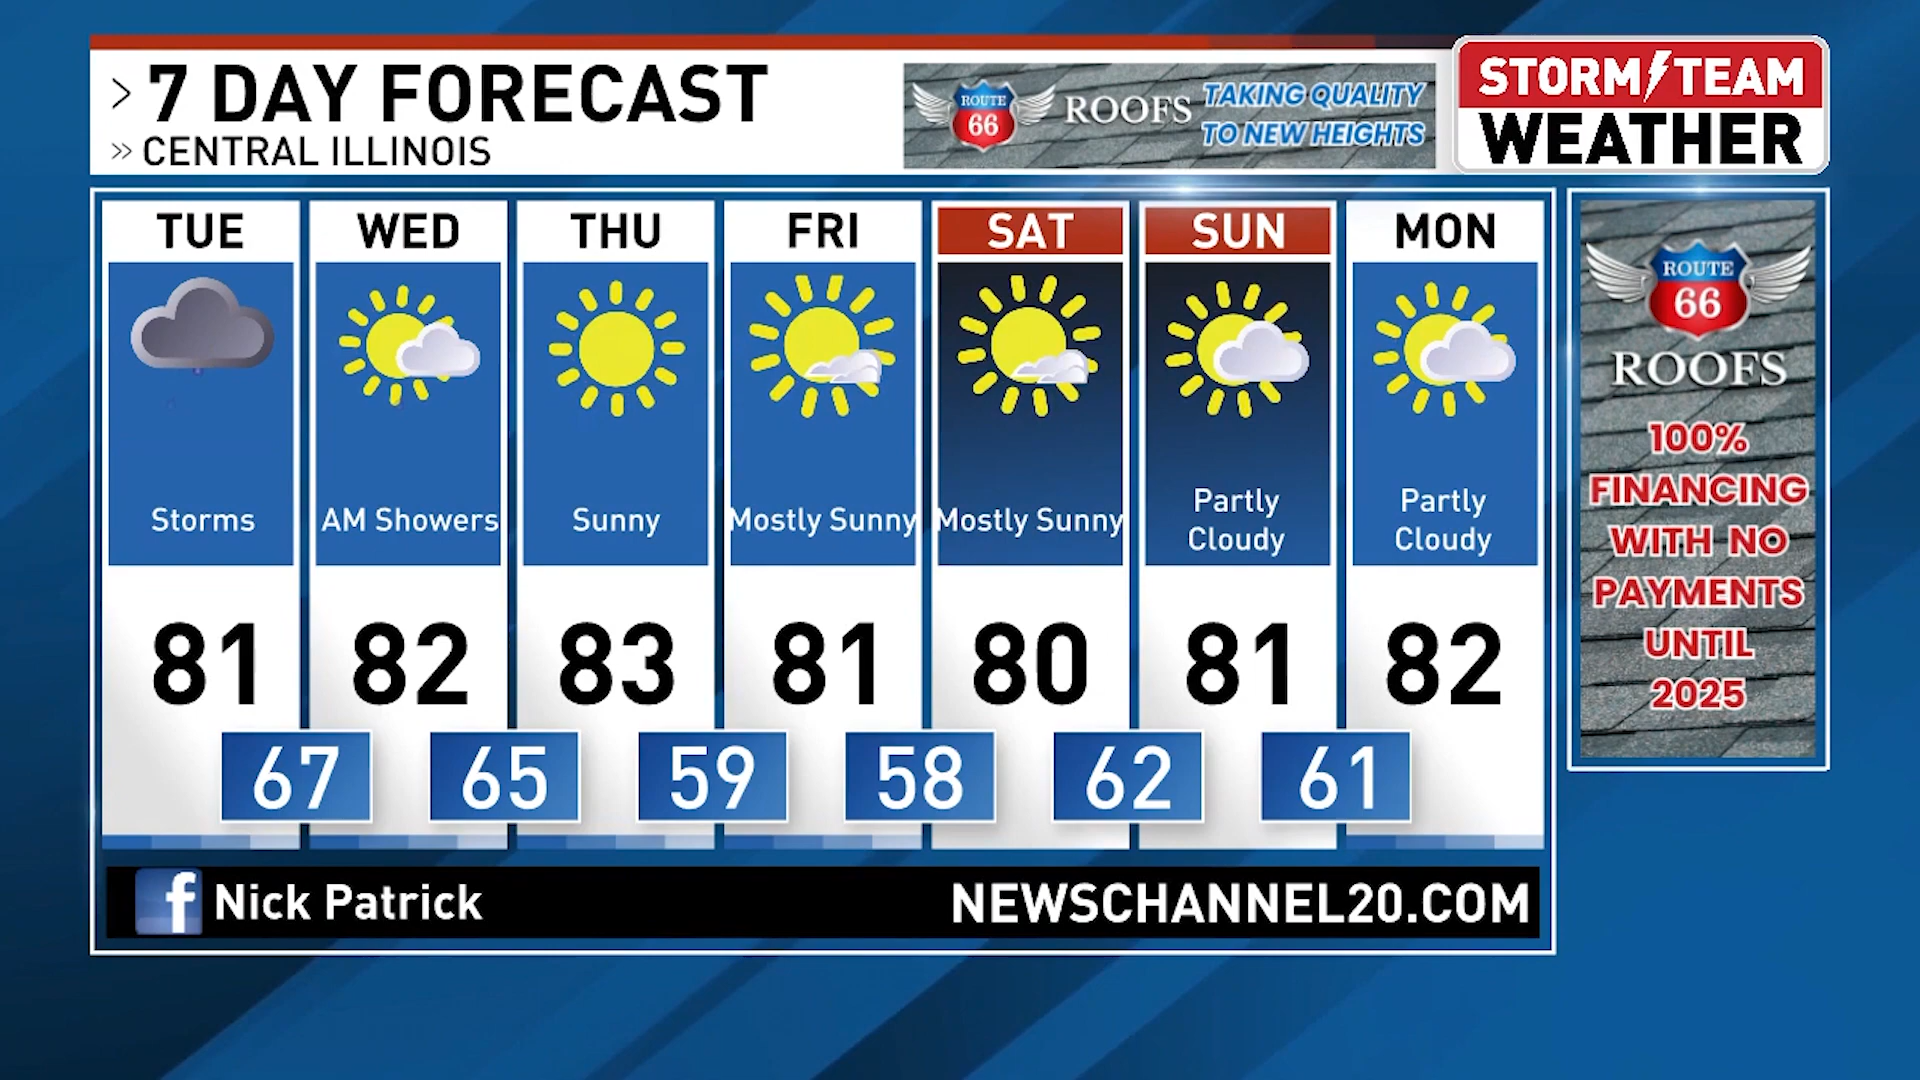 > 7 DAY FORECAST
>> CENTRAL ILLINOIS
ROUTE
66
ROOFS
TAKING QUALITY
TO NEW HEIGHTS
STORM TEAM
WEATHER
TUE WED THU FRI SAT SUN MON
Storms
AM Showers
Sunny
Mostly Sunny
Mostly Sunny
Partly
Cloudy
Partly
Cloudy
81 82 83 81 80 81 82
67 65 59 58 62 61
f Nick Patrick
NEWSCHANNEL20.COM
ROUTE
66
ROOFS
100%
FINANCING
WITH NO
PAYMENTS
UNTIL
2025